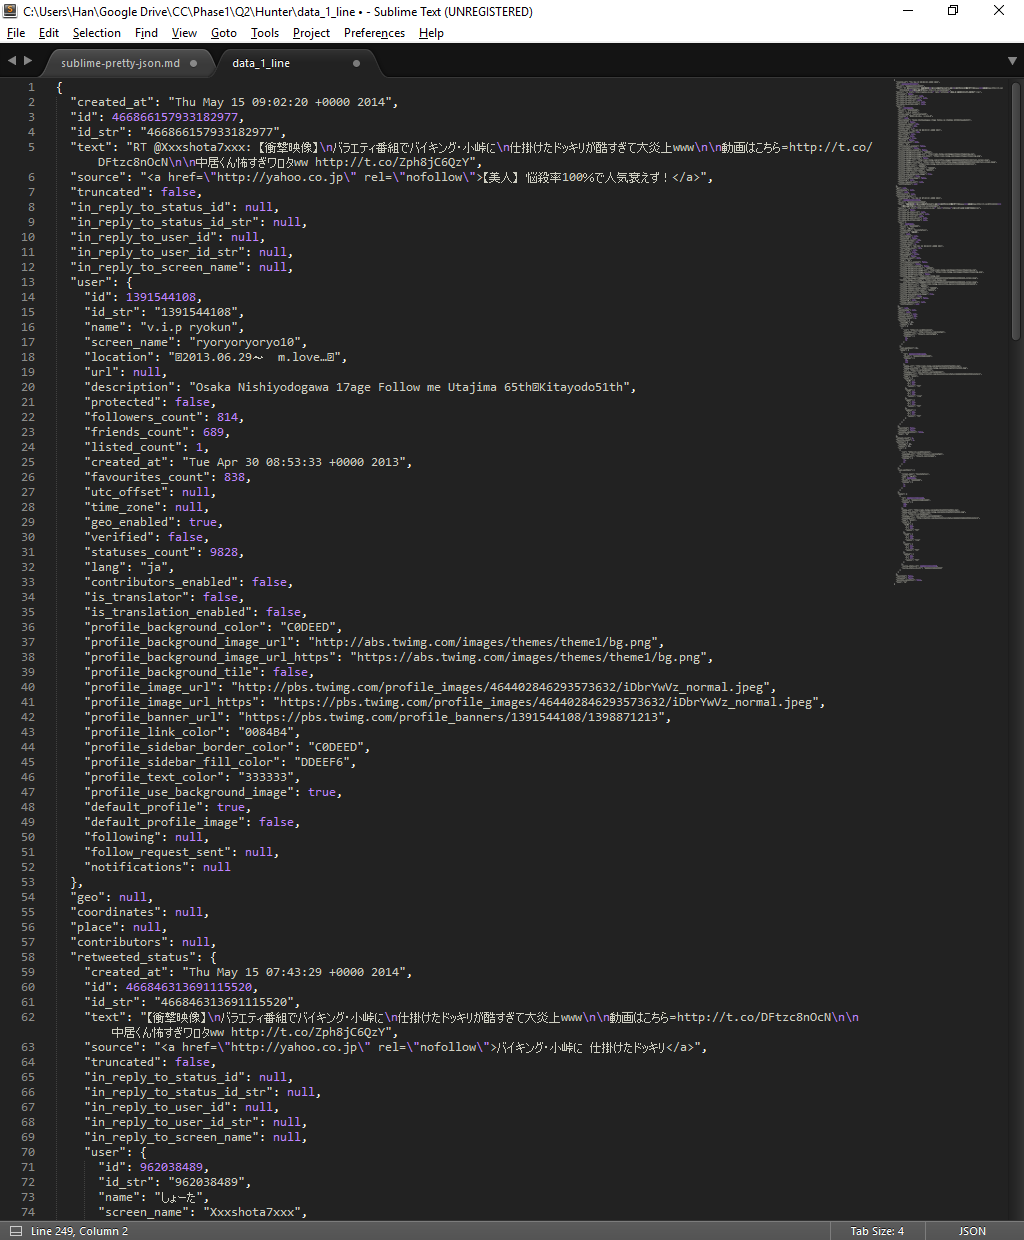 C:\Users\Han\Google Drive\CC\Phase1\Q2\Hunter\data_1_line • - Sublime Text (UNREGISTERED)
File Edit Selection Find View Goto Tools Project Preferences Help
sublime-pretty-json.md data_1_line
1 {
2 "created_at": "Thu May 15 09:02:20 +0000 2014",
3 "id": 466866157933182977,
4 "id_str": "466866157933182977",
5 "text": "RT @Xxxshota7xxx: 【衝撃映像】\nバラエティ番組でバイキング・小峠に\n仕掛けたドッキリが酷すぎて大炎上www\n\n動画はこちら=http://t.co/
DFtzc8nOcN\n\n中居くん怖すぎワロタww http://t.co/Zph8jC6QzY",
6 "source": "<a href=\"http://yahoo.co.jp\" rel=\"nofollow\">【美人】 悩殺率100%で人気衰えず！</a>",
7 "truncated": false,
8 "in_reply_to_status_id": null,
9 "in_reply_to_status_id_str": null,
10 "in_reply_to_user_id": null,
11 "in_reply_to_user_id_str": null,
12 "in_reply_to_screen_name": null,
13 "user": {
14 "id": 1391544108,
15 "id_str": "1391544108",
16 "name": "v.i.p ryokun",
17 "screen_name": "ryoryoryoryo10",
18 "location": "2013.06.29～  m.love…",
19 "url": null,
20 "description": "Osaka Nishiyodogawa 17age Follow me Utajima 65thKitayodo51th",
21 "protected": false,
22 "followers_count": 814,
23 "friends_count": 689,
24 "listed_count": 1,
25 "created_at": "Tue Apr 30 08:53:33 +0000 2013",
26 "favourites_count": 838,
27 "utc_offset": null,
28 "time_zone": null,
29 "geo_enabled": true,
30 "verified": false,
31 "statuses_count": 9828,
32 "lang": "ja",
33 "contributors_enabled": false,
34 "is_translator": false,
35 "is_translation_enabled": false,
36 "profile_background_color": "C0DEED",
37 "profile_background_image_url": "http://abs.twimg.com/images/themes/theme1/bg.png",
38 "profile_background_image_url_https": "https://abs.twimg.com/images/themes/theme1/bg.png",
39 "profile_background_tile": false,
40 "profile_image_url": "http://pbs.twimg.com/profile_images/464402846293573632/iDbrYwVz_normal.jpeg",
41 "profile_image_url_https": "https://pbs.twimg.com/profile_images/464402846293573632/iDbrYwVz_normal.jpeg",
42 "profile_banner_url": "https://pbs.twimg.com/profile_banners/1391544108/1398871213",
43 "profile_link_color": "0084B4",
44 "profile_sidebar_border_color": "C0DEED",
45 "profile_sidebar_fill_color": "DDEEF6",
46 "profile_text_color": "333333",
47 "profile_use_background_image": true,
48 "default_profile": true,
49 "default_profile_image": false,
50 "following": null,
51 "follow_request_sent": null,
52 "notifications": null
53 },
54 "geo": null,
55 "coordinates": null,
56 "place": null,
57 "contributors": null,
58 "retweeted_status": {
59 "created_at": "Thu May 15 07:43:29 +0000 2014",
60 "id": 466846313691115520,
61 "id_str": "466846313691115520",
62 "text": "【衝撃映像】\nバラエティ番組でバイキング・小峠に\n仕掛けたドッキリが酷すぎて大炎上www\n\n動画はこちら=http://t.co/DFtzc8nOcN\n\n
中居くん怖すぎワロタww http://t.co/Zph8jC6QzY",
63 "source": "<a href=\"http://yahoo.co.jp\" rel=\"nofollow\">バイキング・小峠に 仕掛けたドッキリ</a>",
64 "truncated": false,
65 "in_reply_to_status_id": null,
66 "in_reply_to_status_id_str": null,
67 "in_reply_to_user_id": null,
68 "in_reply_to_user_id_str": null,
69 "in_reply_to_screen_name": null,
70 "user": {
71 "id": 962038489,
72 "id_str": "962038489",
73 "name": "しょーた",
74 "screen_name": "Xxxshota7xxx",
Line 249, Column 2 Tab Size: 4 JSON